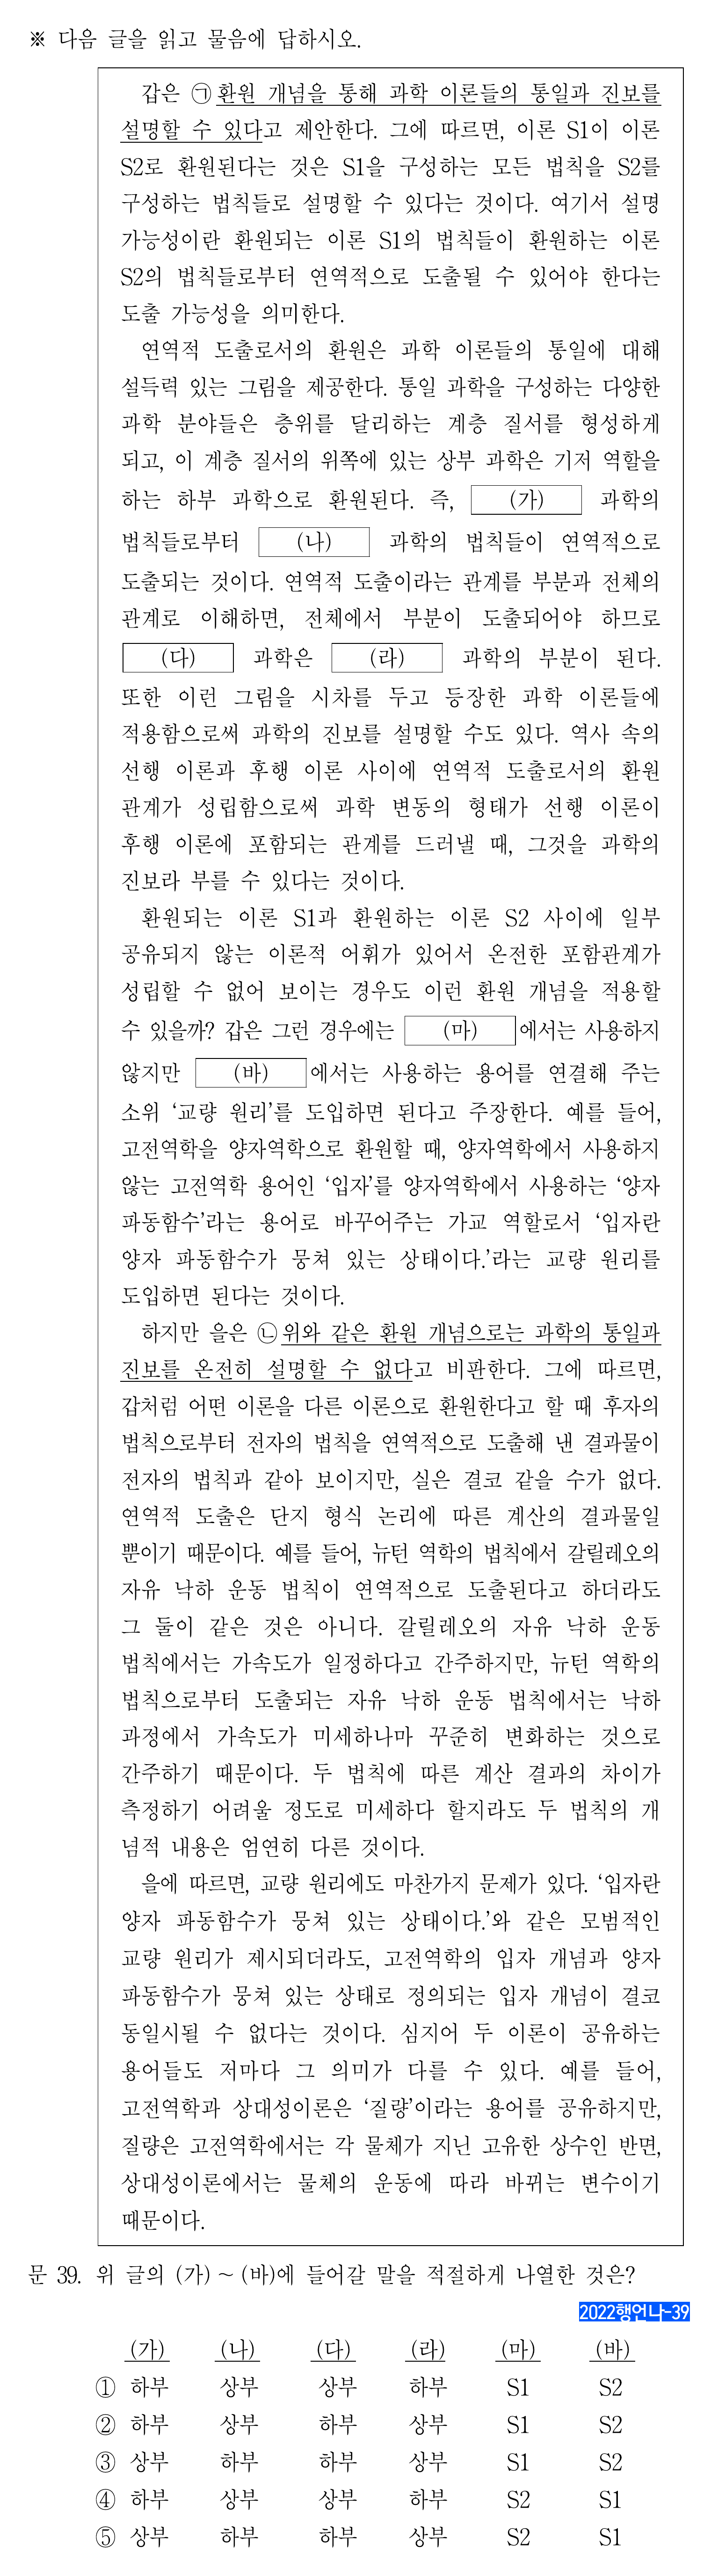 ※ 다음 글을 읽고 물음에 답하시오.
갑은 ㉠환원 개념을 통해 과학 이론들의 통일과 진보를
설명할 수 있다고 제안한다. 그에 따르면, 이론 S1이 이론
S2로 환원된다는 것은 S1을 구성하는 모든 법칙을 S2를
구성하는 법칙들로 설명할 수 있다는 것이다. 여기서 설명
가능성이란 환원되는 이론 S1의 법칙들이 환원하는 이론
S2의 법칙들로부터 연역적으로 도출될 수 있어야 한다는
도출 가능성을 의미한다.
연역적 도출로서의 환원은 과학 이론들의 통일에 대해
설득력 있는 그림을 제공한다. 통일 과학을 구성하는 다양한
과학 분야들은 층위를 달리하는 계층 질서를 형성하게
되고, 이 계층 질서의 위쪽에 있는 상부 과학은 기저 역할을
하는 하부 과학으로 환원된다. 즉, (가) 과학의
법칙들로부터 (나) 과학의 법칙들이 연역적으로
도출되는 것이다. 연역적 도출이라는 관계를 부분과 전체의
관계로 이해하면, 전체에서 부분이 도출되어야 하므로
(다) 과학은 (라) 과학의 부분이 된다.
또한 이런 그림을 시차를 두고 등장한 과학 이론들에
적용함으로써 과학의 진보를 설명할 수도 있다. 역사 속의
선행 이론과 후행 이론 사이에 연역적 도출로서의 환원
관계가 성립함으로써 과학 변동의 형태가 선행 이론이
후행 이론에 포함되는 관계를 드러낼 때, 그것을 과학의
진보라 부를 수 있다는 것이다.
환원되는 이론 S1과 환원하는 이론 S2 사이에 일부
공유되지 않는 이론적 어휘가 있어서 온전한 포함관계가
성립할 수 없어 보이는 경우도 이런 환원 개념을 적용할
수 있을까? 갑은 그런 경우에는 (마) 에서는 사용하지
않지만 (바) 에서는 사용하는 용어를 연결해 주는
소위 ‘교량 원리’를 도입하면 된다고 주장한다. 예를 들어,
고전역학을 양자역학으로 환원할 때, 양자역학에서 사용하지
않는 고전역학 용어인 ‘입자’를 양자역학에서 사용하는 ‘양자
파동함수’라는 용어로 바꾸어주는 가교 역할로서 ‘입자란
양자 파동함수가 뭉쳐 있는 상태이다.’라는 교량 원리를
도입하면 된다는 것이다.
하지만 을은 ㉡위와 같은 환원 개념으로는 과학의 통일과
진보를 온전히 설명할 수 없다고 비판한다. 그에 따르면,
갑처럼 어떤 이론을 다른 이론으로 환원한다고 할 때 후자의
법칙으로부터 전자의 법칙을 연역적으로 도출해 낸 결과물이
전자의 법칙과 같아 보이지만, 실은 결코 같을 수가 없다.
연역적 도출은 단지 형식 논리에 따른 계산의 결과물일
뿐이기 때문이다. 예를 들어, 뉴턴 역학의 법칙에서 갈릴레오의
자유 낙하 운동 법칙이 연역적으로 도출된다고 하더라도
그 둘이 같은 것은 아니다. 갈릴레오의 자유 낙하 운동
법칙에서는 가속도가 일정하다고 간주하지만, 뉴턴 역학의
법칙으로부터 도출되는 자유 낙하 운동 법칙에서는 낙하
과정에서 가속도가 미세하나마 꾸준히 변화하는 것으로
간주하기 때문이다. 두 법칙에 따른 계산 결과의 차이가
측정하기 어려울 정도로 미세하다 할지라도 두 법칙의 개
념적 내용은 엄연히 다른 것이다.
을에 따르면, 교량 원리에도 마찬가지 문제가 있다. ‘입자란
양자 파동함수가 뭉쳐 있는 상태이다.’와 같은 모범적인
교량 원리가 제시되더라도, 고전역학의 입자 개념과 양자
파동함수가 뭉쳐 있는 상태로 정의되는 입자 개념이 결코
동일시될 수 없다는 것이다. 심지어 두 이론이 공유하는
용어들도 저마다 그 의미가 다를 수 있다. 예를 들어,
고전역학과 상대성이론은 ‘질량’이라는 용어를 공유하지만,
질량은 고전역학에서는 각 물체가 지닌 고유한 상수인 반면,
상대성이론에서는 물체의 운동에 따라 바뀌는 변수이기
때문이다.
문 39. 위 글의 (가) ~ (바)에 들어갈 말을 적절하게 나열한 것은?
2022행언나-39
(가) (나) (다) (라) (마) (바)
① 하부 상부 상부 하부 S1 S2
② 하부 상부 하부 상부 S1 S2
③ 상부 하부 하부 상부 S1 S2
④ 하부 상부 상부 하부 S2 S1
⑤ 상부 하부 하부 상부 S2 S1